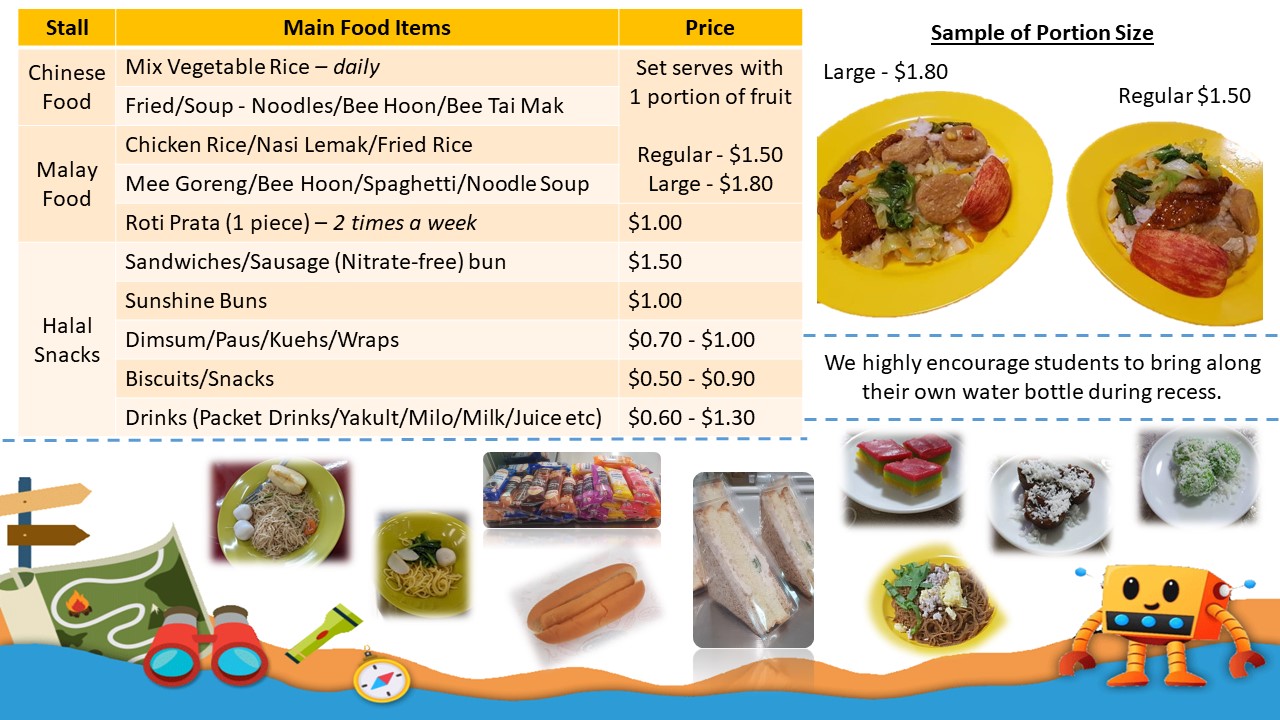 Stall Main Food Items Price
Chinese Food
Mix Vegetable Rice – daily
Fried/Soup - Noodles/Bee Hoon/Bee Tai Mak
Set serves with
1 portion of fruit
Regular - $1.50
Large - $1.80
Malay Food
Chicken Rice/Nasi Lemak/Fried Rice
Mee Goreng/Bee Hoon/Spaghetti/Noodle Soup
Roti Prata (1 piece) – 2 times a week $1.00
Halal Snacks
Sandwiches/Sausage (Nitrate-free) bun $1.50
Sunshine Buns $1.00
Dimsum/Paus/Kuehs/Wraps $0.70 - $1.00
Biscuits/Snacks $0.50 - $0.90
Drinks (Packet Drinks/Yakult/Milo/Milk/Juice etc) $0.60 - $1.30
Sample of Portion Size
Large - $1.80
Regular $1.50
We highly encourage students to bring along
their own water bottle during recess.